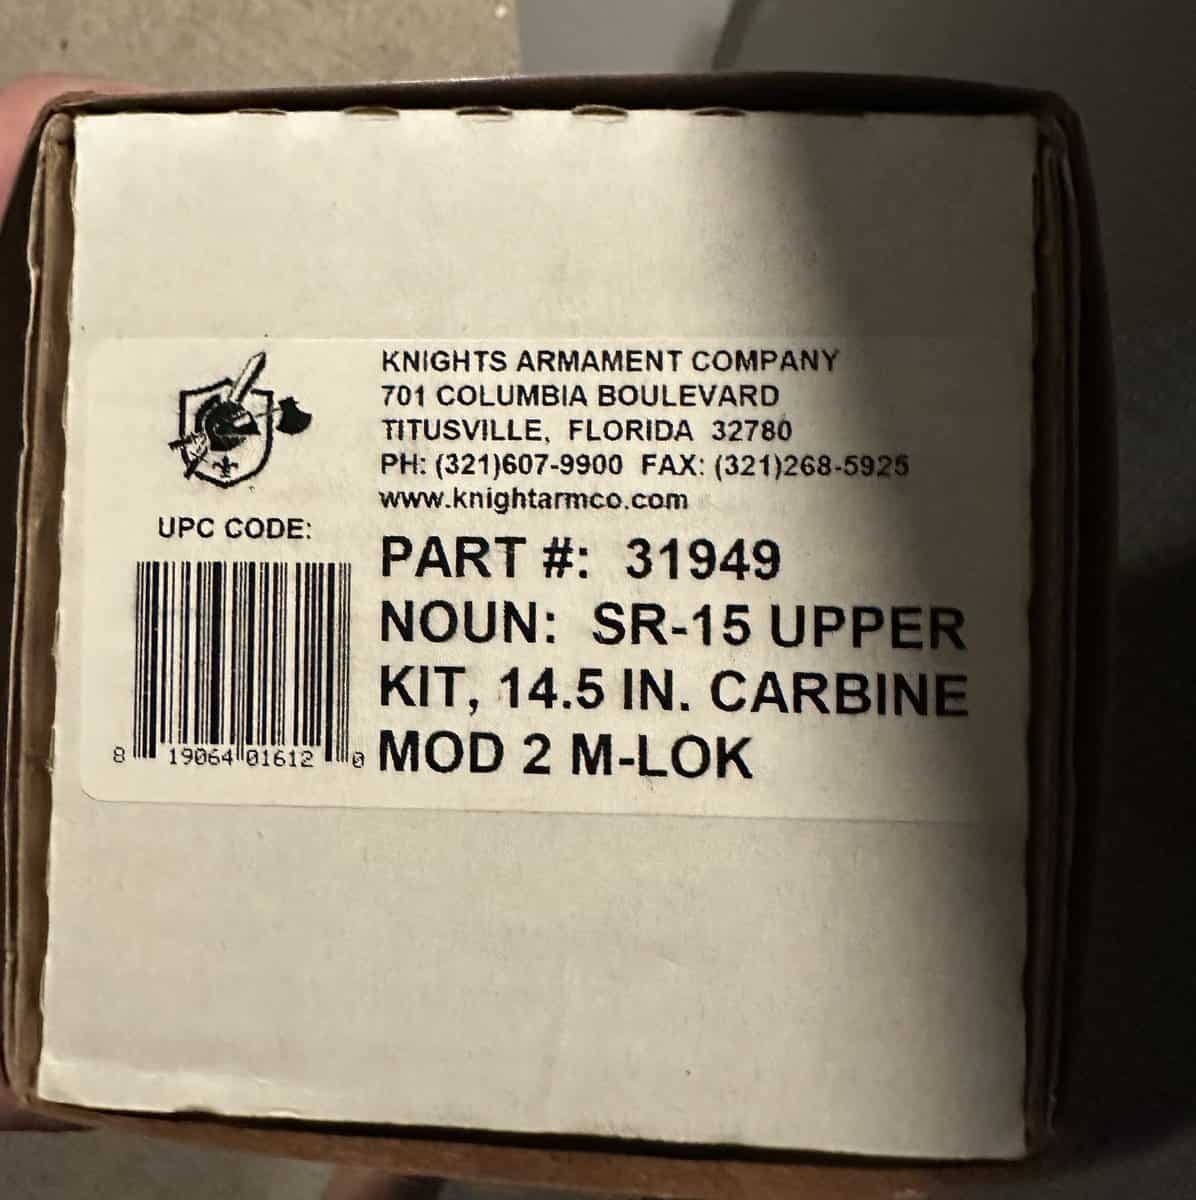 KNIGHTS ARMAMENT COMPANY
701 COLUMBIA BOULEVARD
TITUSVILLE, FLORIDA 32780
PH: (321)607-9900 FAX: (321)268-5925
www.knightarmco.com
UPC CODE:
8 19064 01612 0
PART #: 31949
NOUN: SR-15 UPPER
KIT, 14.5 IN. CARBINE
MOD 2 M-LOK